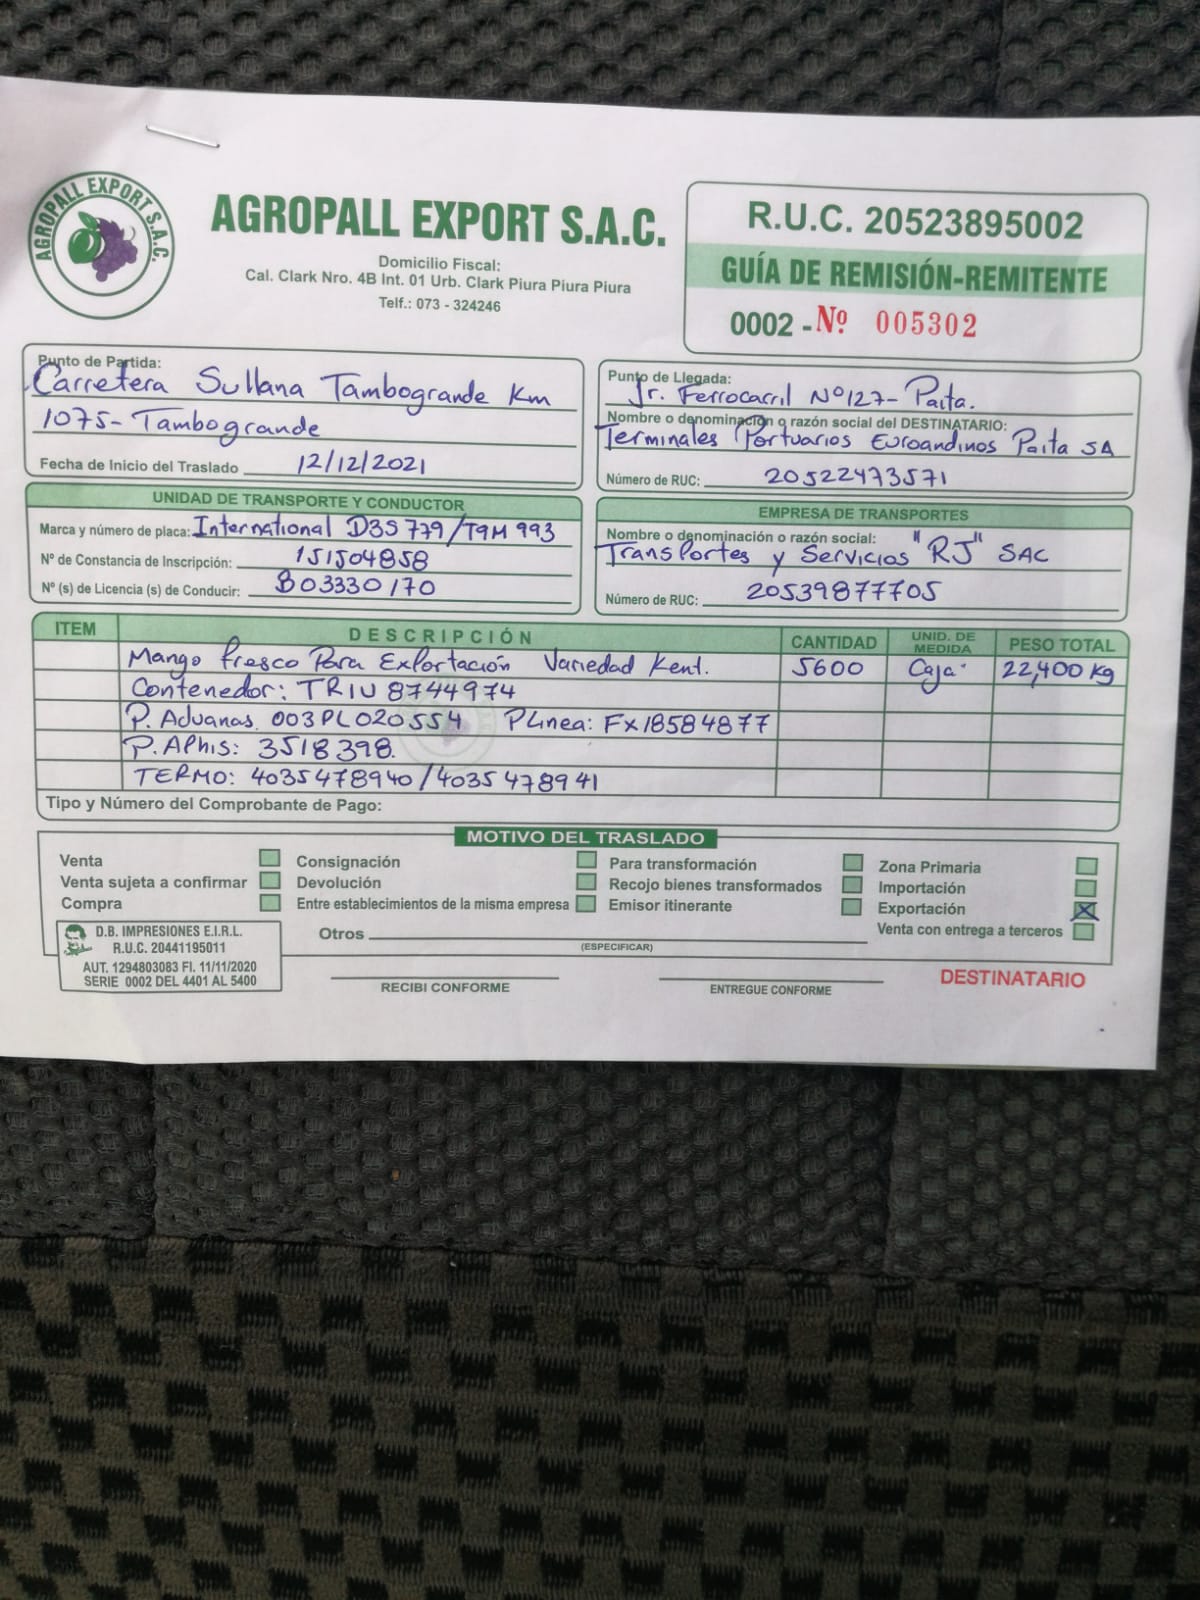 AGROPALL EXPORT S.A.C.
AGROPALL EXPORT S.A.C.
Domicilio Fiscal:
Cal. Clark Nro. 4B Int. 01 Urb. Clark Piura Piura Piura
Telf.: 073 - 324246
R.U.C. 20523895002
GUÍA DE REMISIÓN-REMITENTE
0002 - Nº 005302
Punto de Partida:
Carretera Sullana Tambogrande Km
1075- Tambogrande
Fecha de Inicio del Traslado 12/12/2021
Punto de Llegada:
Jr. Ferrocarril Nº127- Paita.
Nombre o denominación o razón social del DESTINATARIO:
Terminales Portuarios Euroandinos Paita SA
Número de RUC: 20522473571
UNIDAD DE TRANSPORTE Y CONDUCTOR
Marca y número de placa: International D3S 779/T9M 993
Nº de Constancia de Inscripción: 151504858
Nº (s) de Licencia (s) de Conducir: B03330170
EMPRESA DE TRANSPORTES
Nombre o denominación o razón social:
Transportes y Servicios "RJ" SAC
Número de RUC: 20539877705
ITEM DESCRIPCIÓN CANTIDAD UNID. DE MEDIDA PESO TOTAL
Mango fresco Para Exportación Variedad Kent. 5600 Caja 22,400 Kg
Contenedor: TRIU 8744974
P. Aduanas. 003PL020554 PLinea: FX18584877
P. Aphis: 3518398.
TERMO: 4035478940/4035478941
Tipo y Número del Comprobante de Pago:
MOTIVO DEL TRASLADO
Venta Consignación Para transformación Zona Primaria
Venta sujeta a confirmar Devolución Recojo bienes transformados Importación
Compra Entre establecimientos de la misma empresa Emisor itinerante Exportación X
Otros Venta con entrega a terceros
(ESPECIFICAR)
D.B. IMPRESIONES E.I.R.L.
R.U.C. 20441195011
AUT. 1294803083 FI. 11/11/2020
SERIE 0002 DEL 4401 AL 5400
RECIBI CONFORME
ENTREGUE CONFORME
DESTINATARIO